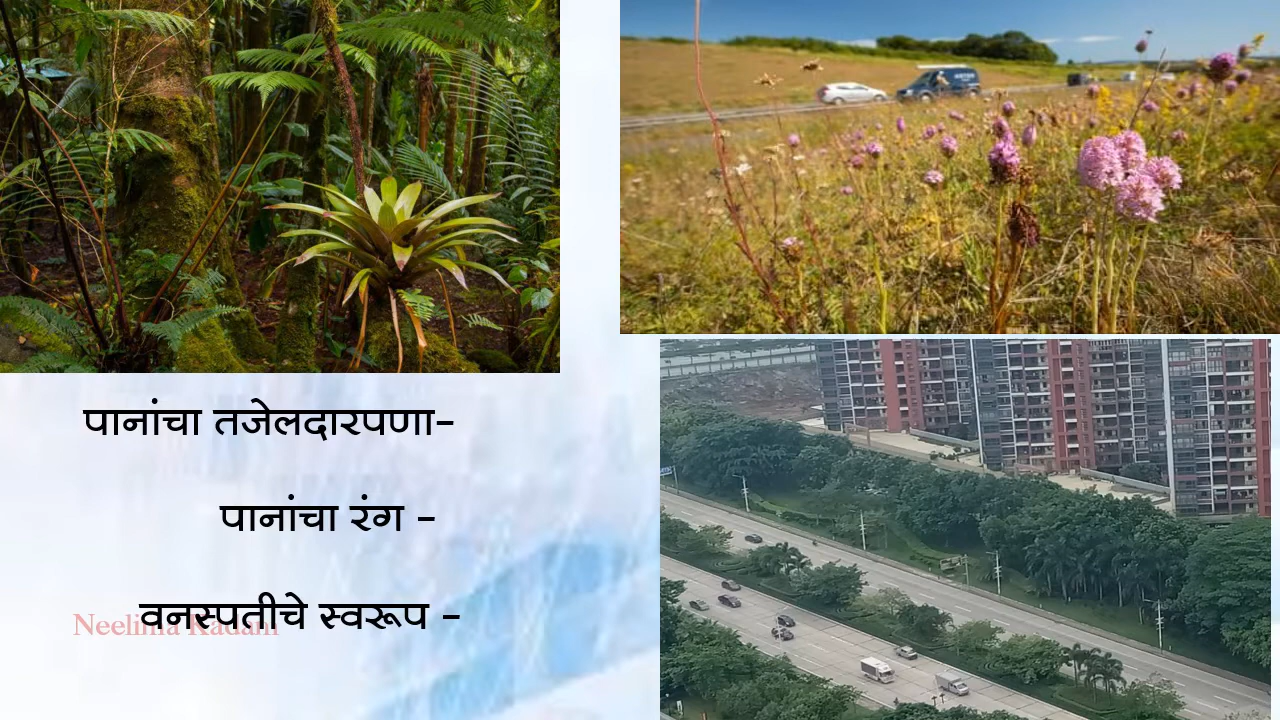 पानांचा तजेलदारपणा-
पानांचा रंग -
वनस्पतीचे स्वरूप -
Neelima Kadam